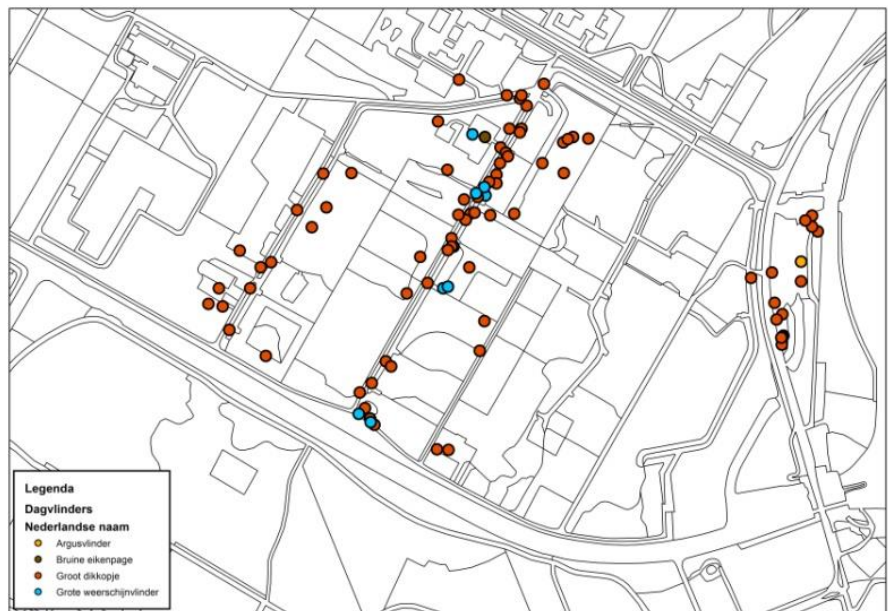 Legenda
Dagvlinders
Nederlandse naam
Argusvlinder
Bruine eikenpage
Groot dikkopje
Grote weerschijnvlinder